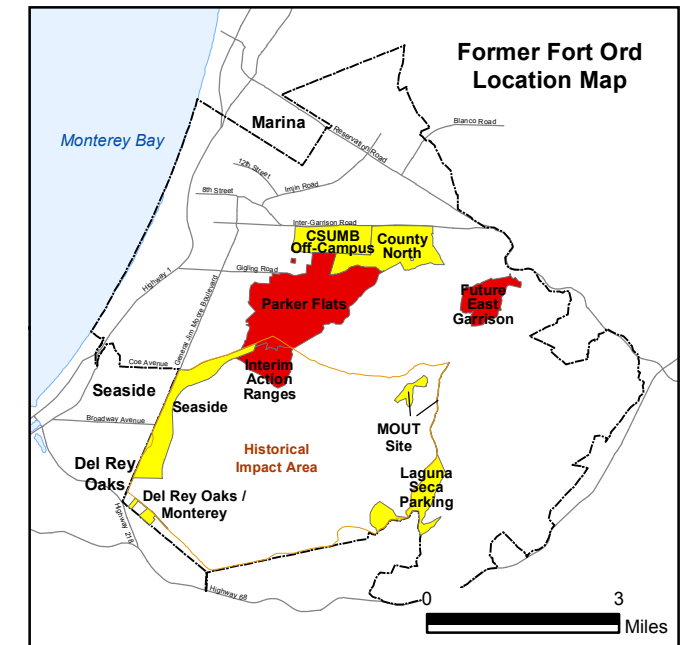 Former Fort Ord
Location Map
Marina
Monterey Bay
Reservation Road
Blanco Road
12th Street
Imjin Road
8th Street
Inter-Garrison Road
CSUMB
Off-Campus
County
North
Gigling Road
Highway 1
General Jim Moore Boulevard
Parker Flats
Future
East
Garrison
Coe Avenue
Interim
Action
Ranges
Seaside
Seaside
Broadway Avenue
MOUT
Site
Historical
Impact Area
Del Rey
Oaks
Laguna
Seca
Parking
Del Rey Oaks /
Monterey
Highway 218
Highway 68
0
3
Miles